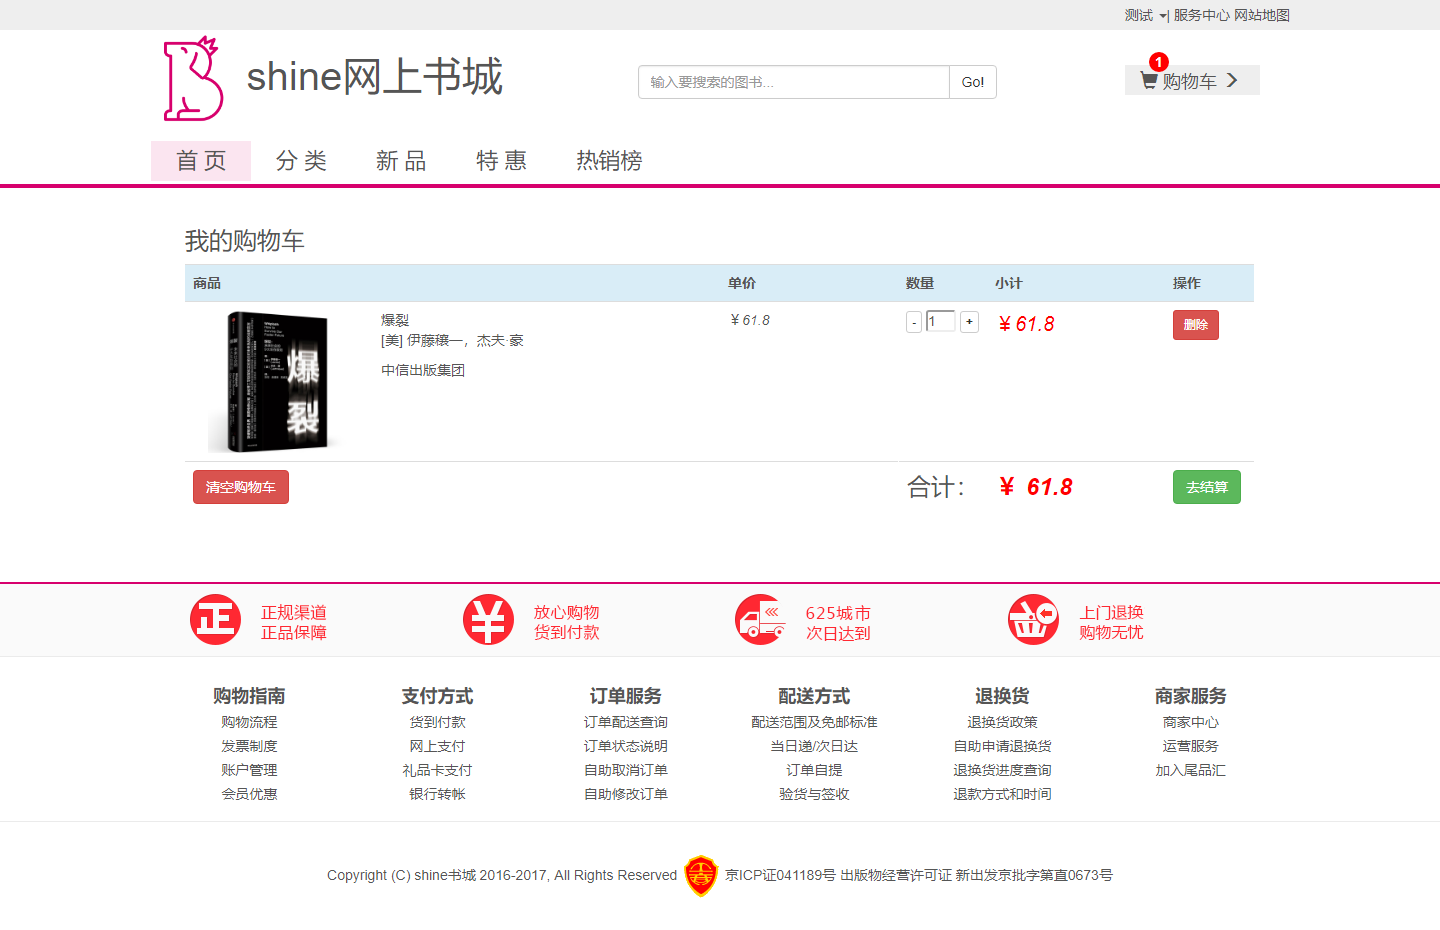 测试 | 服务中心 网站地图
shine网上书城
输入要搜索的图书... Go!
1
购物车
首 页 分 类 新 品 特 惠 热销榜
我的购物车
商品 单价 数量 小计 操作
爆裂 ￥61.8 - 1 + ￥61.8 删除
[美] 伊藤穰一，杰夫·豪
中信出版集团
爆裂
清空购物车 合计： ￥ 61.8 去结算
正 正规渠道 正品保障
¥ 放心购物 货到付款
625城市 次日达到
上门退换 购物无忧
购物指南 支付方式 订单服务 配送方式 退换货 商家服务
购物流程 货到付款 订单配送查询 配送范围及免邮标准 退换货政策 商家中心
发票制度 网上支付 订单状态说明 当日递/次日达 自助申请退换货 运营服务
账户管理 礼品卡支付 自助取消订单 订单自提 退换货进度查询 加入尾品汇
会员优惠 银行转帐 自助修改订单 验货与签收 退款方式和时间
Copyright (C) shine书城 2016-2017, All Rights Reserved 京ICP证041189号 出版物经营许可证 新出发京批字第直0673号